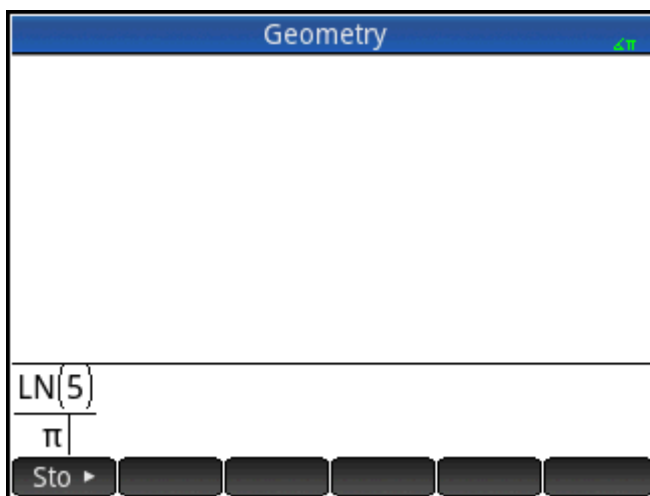 Geometry
∡π
LN(5)
π
Sto ►